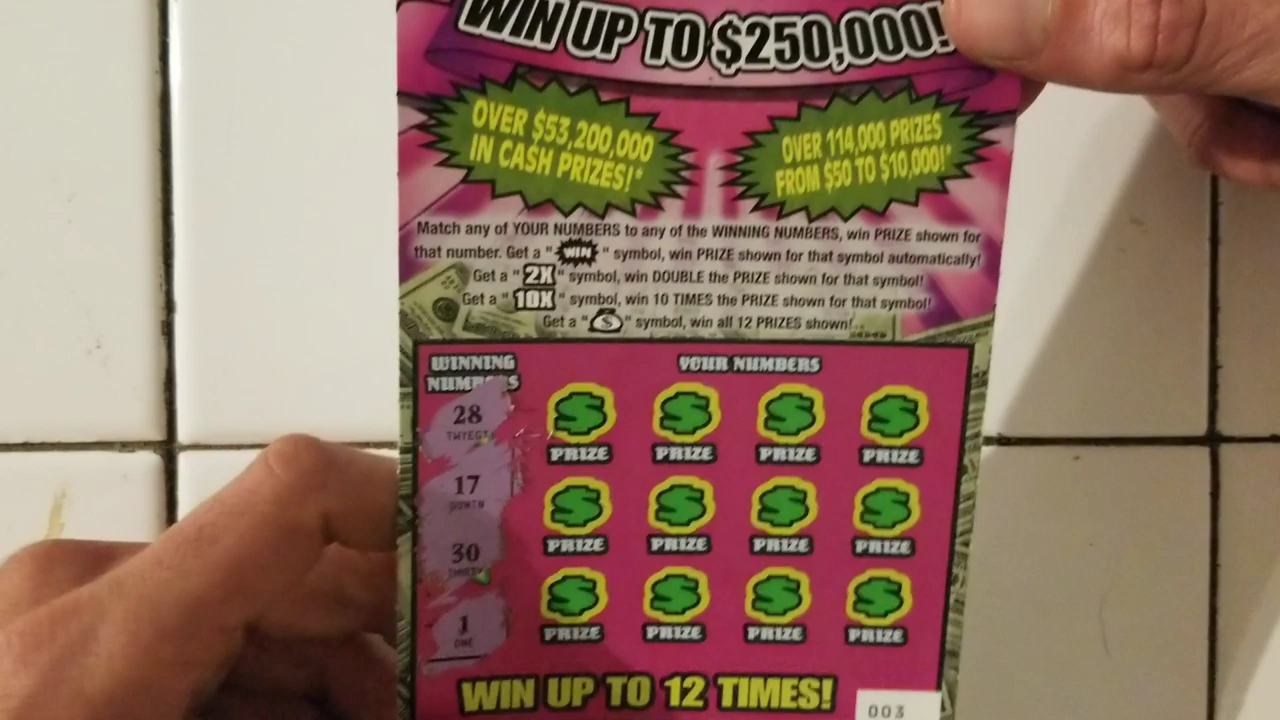 WIN UP TO $250,000!
OVER $53,200,000
IN CASH PRIZES!*
OVER 114,000 PRIZES
FROM $50 TO $10,000!*
Match any of YOUR NUMBERS to any of the WINNING NUMBERS, win PRIZE shown for
that number. Get a "WIN" symbol, win PRIZE shown for that symbol automatically!
Get a "2X" symbol, win DOUBLE the PRIZE shown for that symbol!
Get a "10X" symbol, win 10 TIMES the PRIZE shown for that symbol!
Get a "$" symbol, win all 12 PRIZES shown!
WINNING
NUMBERS
YOUR NUMBERS
28
TWYEGT
17
30
THIRTY
1
ONE
$ $ $ $
PRIZE PRIZE PRIZE PRIZE
$ $ $ $
PRIZE PRIZE PRIZE PRIZE
$ $ $ $
PRIZE PRIZE PRIZE PRIZE
WIN UP TO 12 TIMES!
003